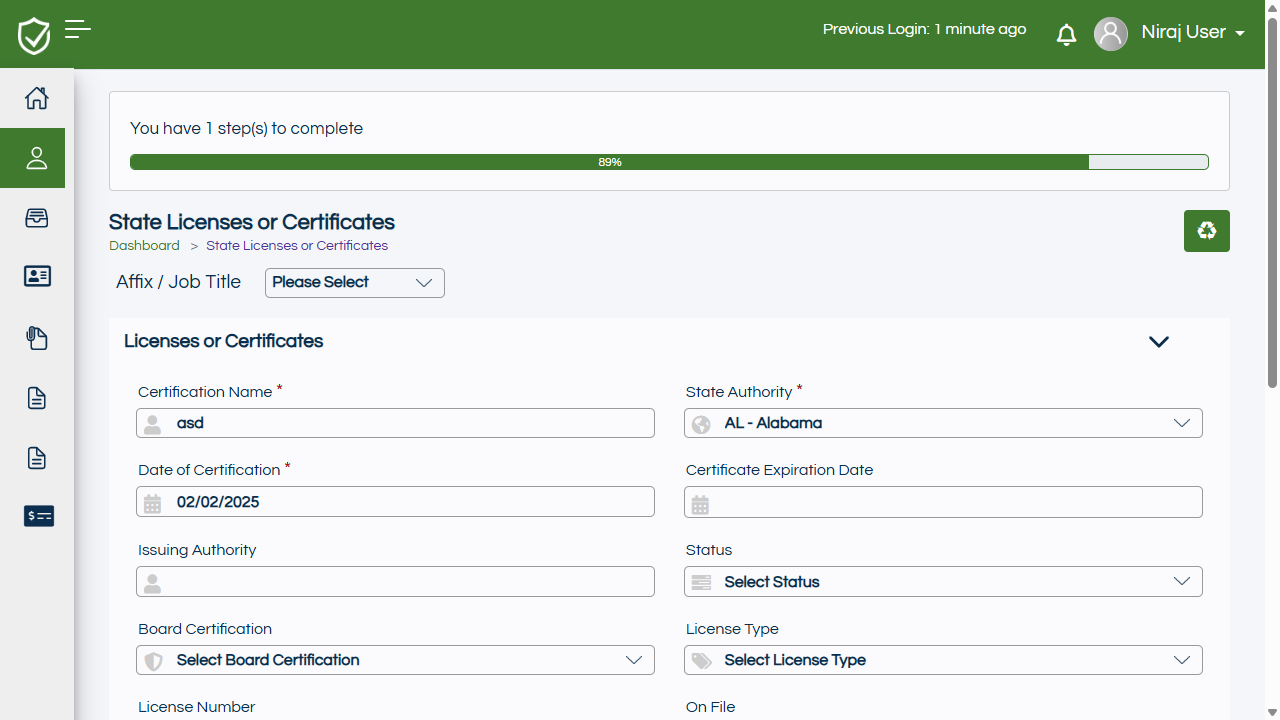 Previous Login: 1 minute ago
Niraj User
You have 1 step(s) to complete
89%
State Licenses or Certificates
Dashboard > State Licenses or Certificates
Affix / Job Title
Please Select
Licenses or Certificates
Certification Name *
State Authority *
asd
AL - Alabama
Date of Certification *
Certificate Expiration Date
02/02/2025
Issuing Authority
Status
Select Status
Board Certification
License Type
Select Board Certification
Select License Type
License Number
On File